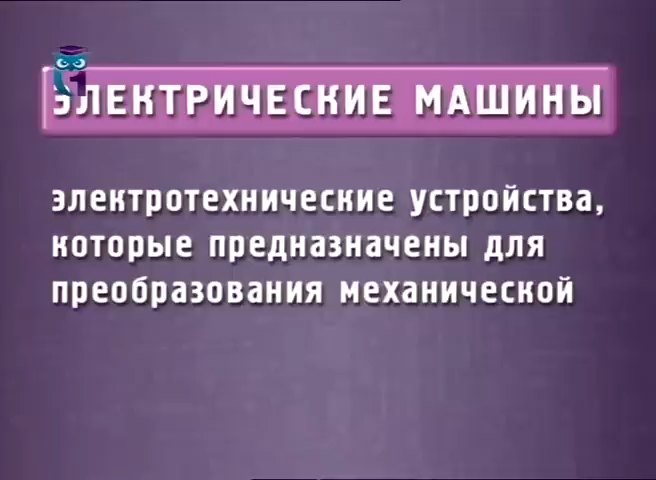 ЭЛЕКТРИЧЕСКИЕ МАШИНЫ
электротехнические устройства,
которые предназначены для
преобразования механической